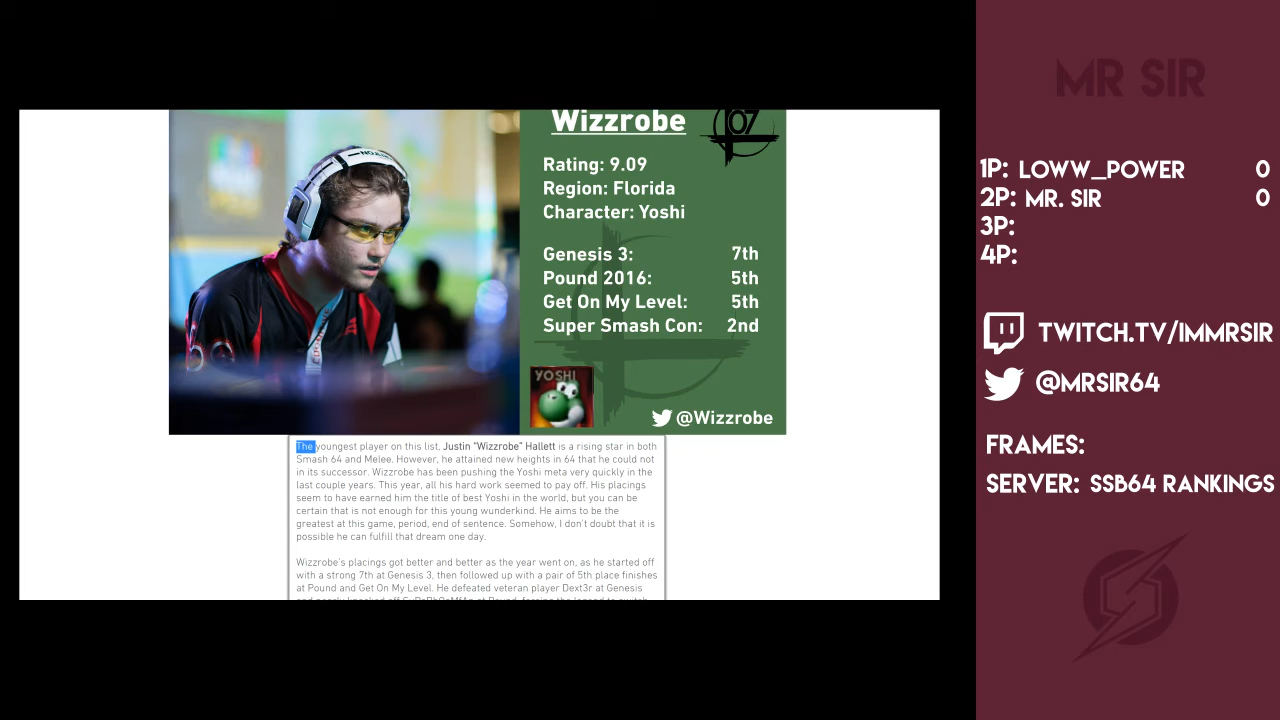 Wizzrobe
07
Rating: 9.09
Region: Florida
Character: Yoshi
Genesis 3: 7th
Pound 2016: 5th
Get On My Level: 5th
Super Smash Con: 2nd
YOSHI
@Wizzrobe
The youngest player on this list, Justin "Wizzrobe" Hallett is a rising star in both
Smash 64 and Melee. However, he attained new heights in 64 that he could not
in its successor. Wizzrobe has been pushing the Yoshi meta very quickly in the
last couple years. This year, all his hard work seemed to pay off. His placings
seem to have earned him the title of best Yoshi in the world, but you can be
certain that is not enough for this young wunderkind. He aims to be the
greatest at this game, period, end of sentence. Somehow, I don't doubt that it is
possible he can fulfill that dream one day.
Wizzrobe's placings got better and better as the year went on, as he started off
with a strong 7th at Genesis 3, then followed up with a pair of 5th place finishes
at Pound and Get On My Level. He defeated veteran player Dext3r at Genesis
MR SIR
1P: LOWW_POWER 0
2P: MR. SIR 0
3P:
4P:
TWITCH.TV/IMMRSIR
@MRSIR64
FRAMES:
SERVER: SSB64 RANKINGS